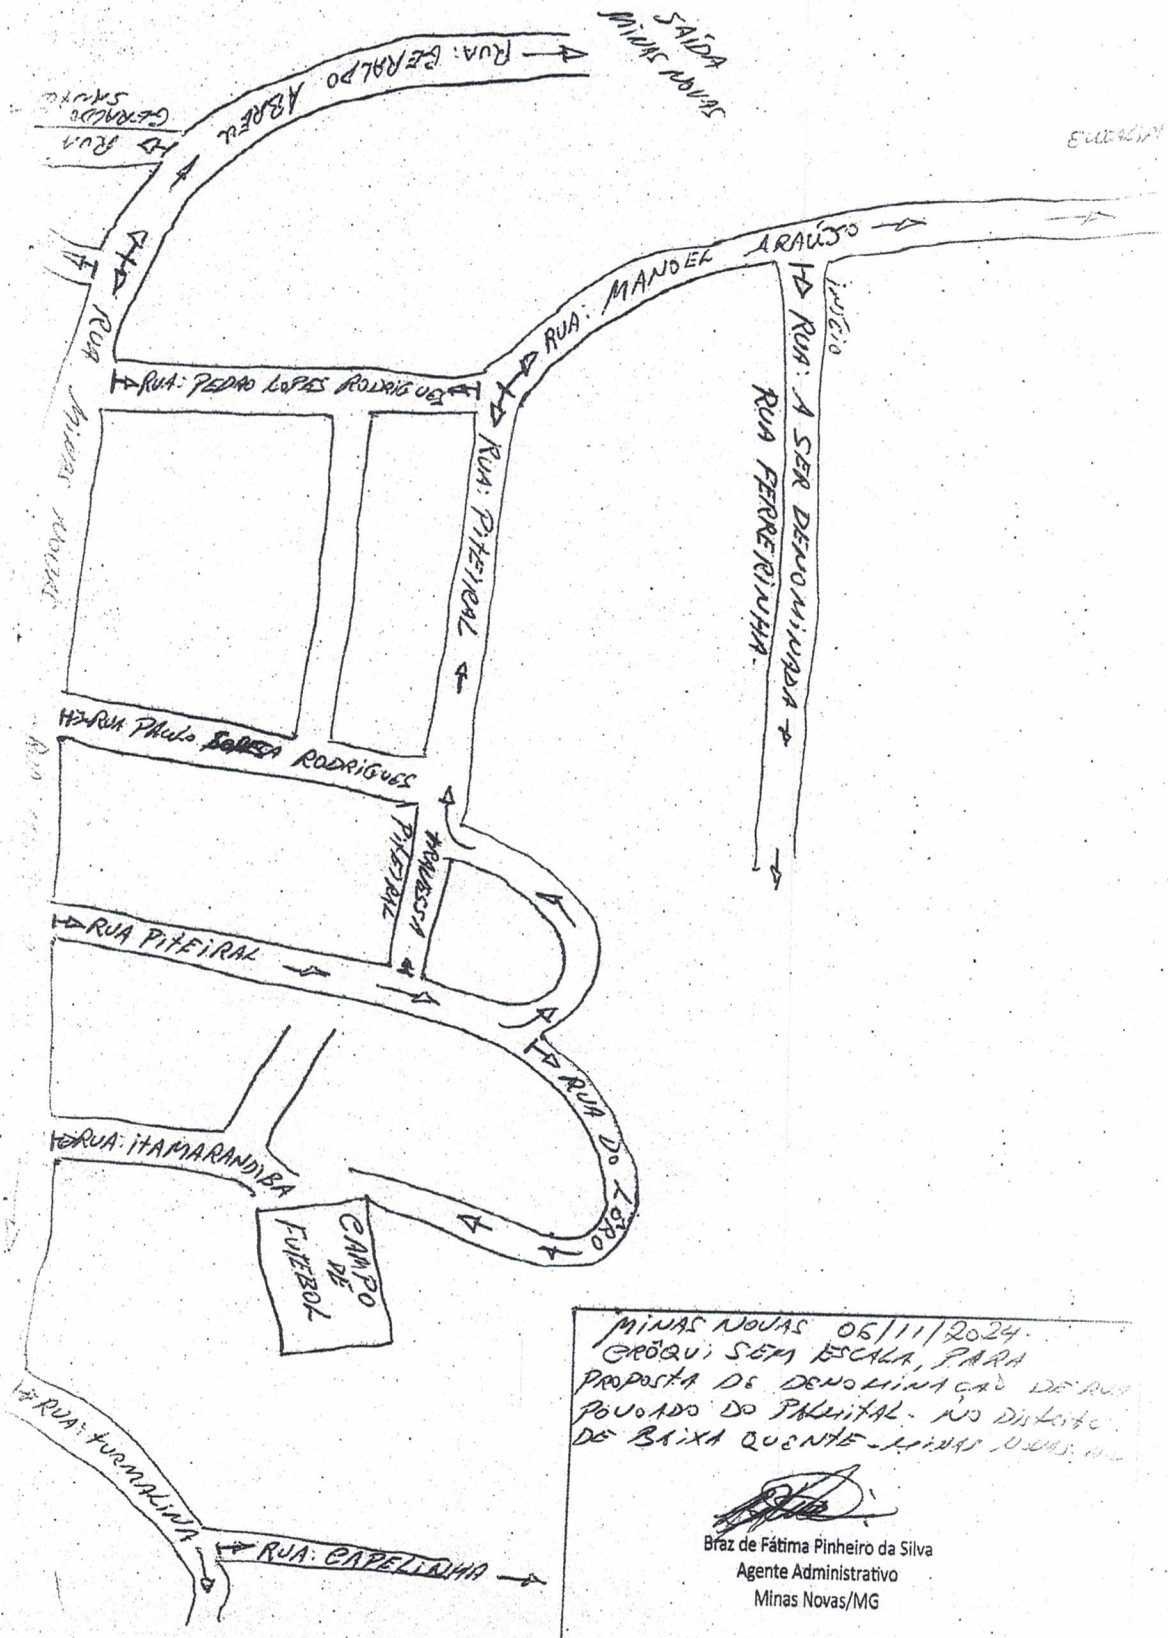 SAÍDA
MINAS NOVAS
RUA: GERALDO ABREU
RUA
GERALDO
RUA: MANOEL ARAÚJO
INÍCIO
RUA: A SER DENOMINADA
RUA FERREIRINHA.
RUA MINAS NOVAS
RUA: PEDRO LOPES RODRIGUES
RUA: PITEIRAL
RUA PAULO RODRIGUES
TRAVESSA
PITEIRAL
RUA PITEIRAL
RUA DO LÔRO
RUA: ITAMARANDIBA
CAMPO
DE
FUTEBOL
RUA: TURMALINA
RUA: CAPELINHA
MINAS NOVAS 06/11/2024.
CRÔQUI SEM ESCALA, PARA
PROPOSTA DE DENOMINAÇÃO DE
POVOADO DO PALMITAL - NO DISTRITO
DE BAIXA QUENTE - MINAS NOVAS.
Braz de Fátima Pinheiro da Silva
Agente Administrativo
Minas Novas/MG